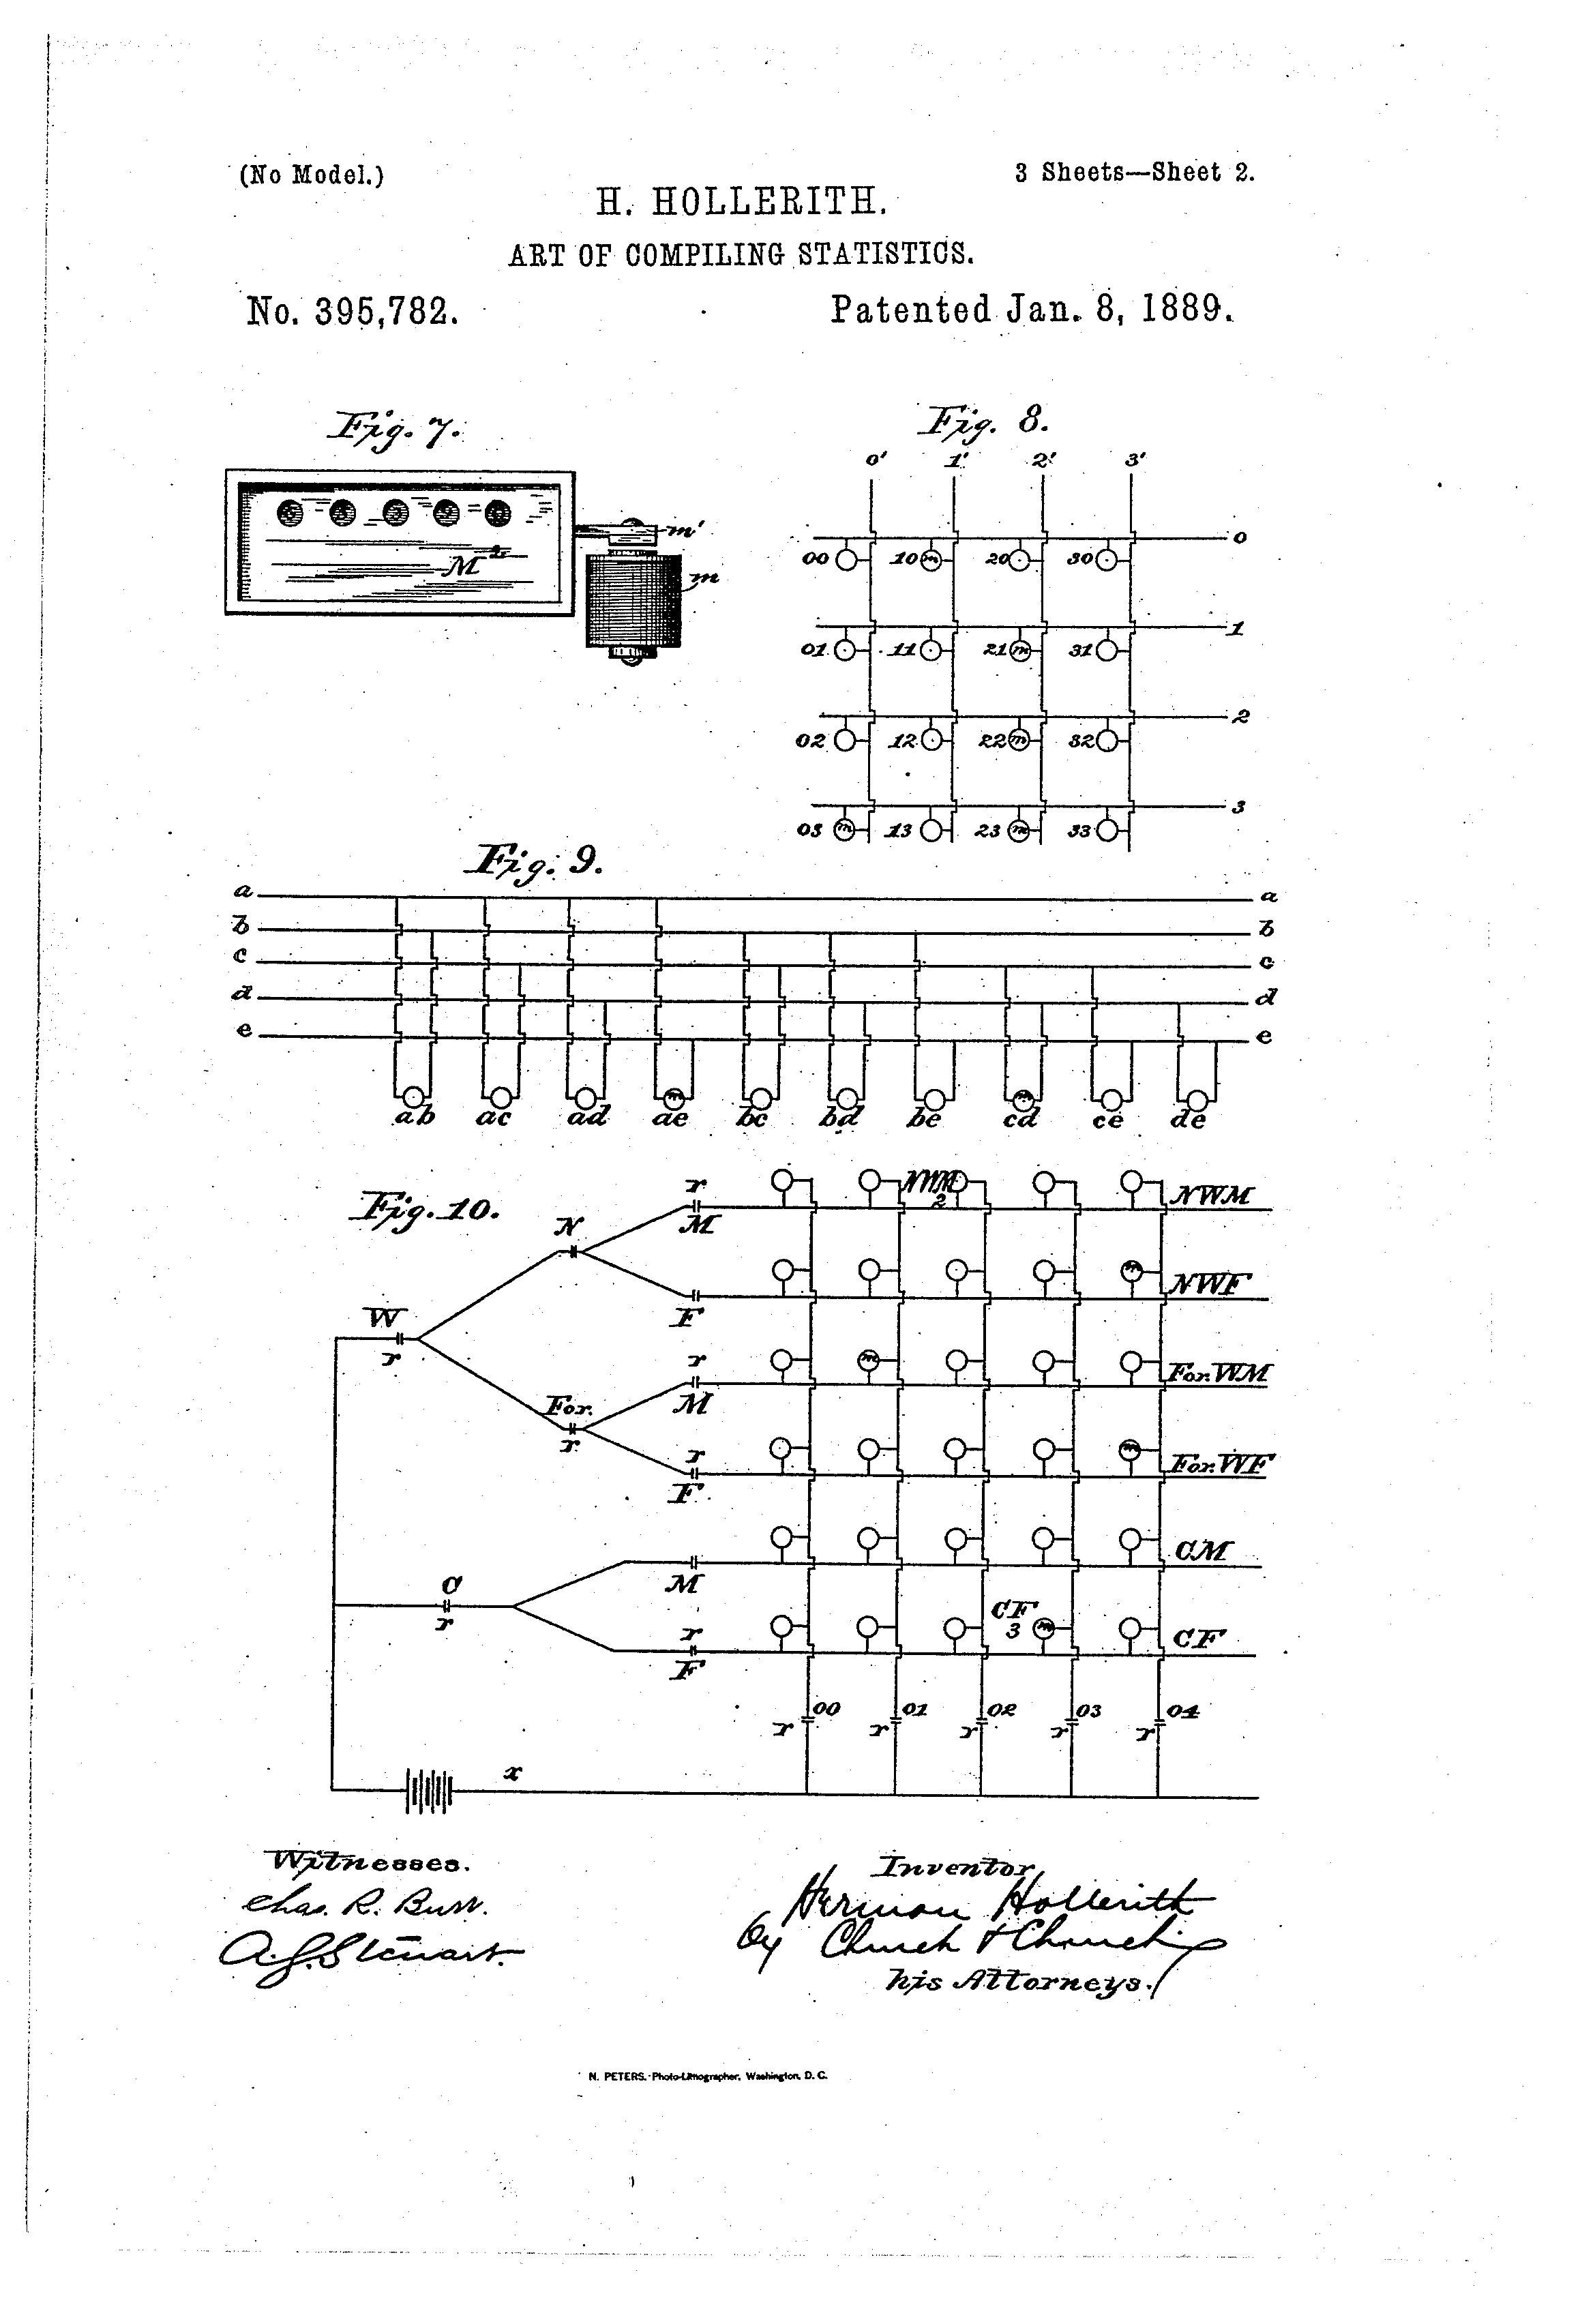 (No Model.)
3 Sheets—Sheet 2.
H. HOLLERITH.
ART OF COMPILING STATISTICS.
No. 395,782.
Patented Jan. 8, 1889.
Fig. 7.
M²
m'
m
Fig. 8.
0' 1' 2' 3'
0
00 10 m 20 30
1
01 11 21 m 31
2
02 12 22 m 32
3
03 m 13 23 m 33
Fig. 9.
a a
b b
c c
d d
e e
m m
ab ac ad ae bc bd be cd ce de
Fig. 10.
r M NWM 2 NWM
N
F m NWF
W r
r M m For. WM
For. r
r F m For. WF
M CM
C r
r F CF 3 m CF
r 00 r 01 r 02 r 03 r 04
x
Witnesses.
Chas. R. Burr.
A. S. Steuart.
Inventor,
Herman Hollerith
by Church & Church
his Attorneys.
N. PETERS. Photo-Lithographer, Washington, D. C.